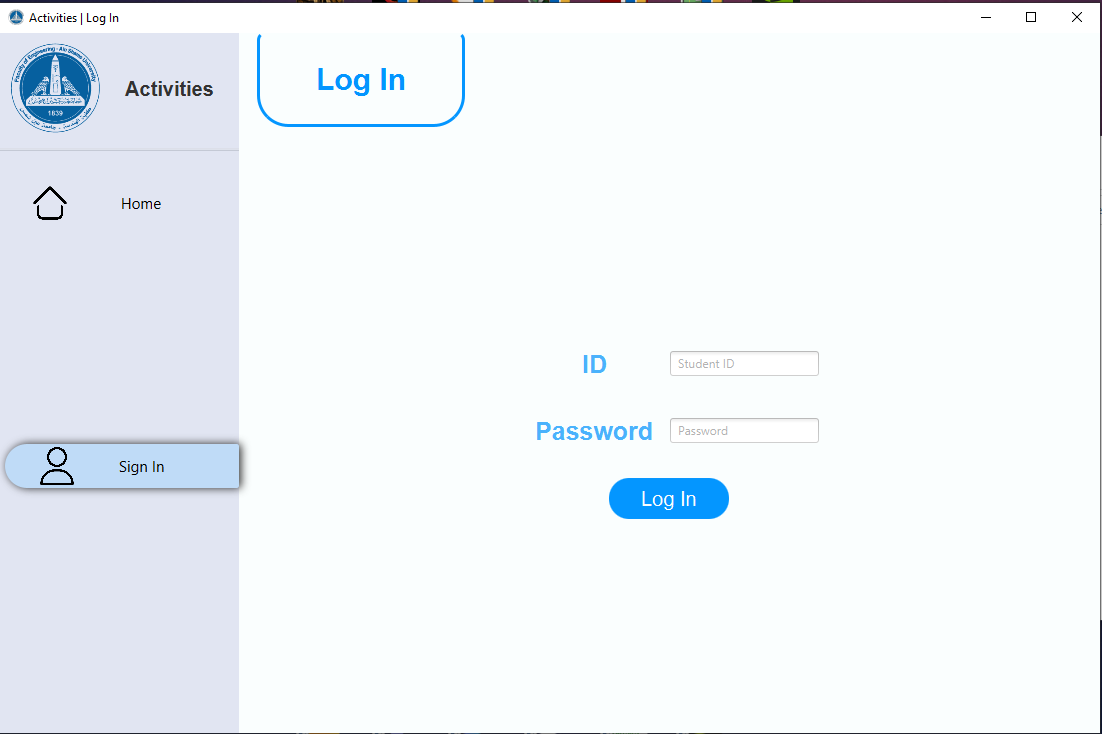 Activities | Log In
Faculty of Engineering - Ain Shams University
1839
Activities
Log In
Home
ID
Student ID
Password
Password
Sign In
Log In